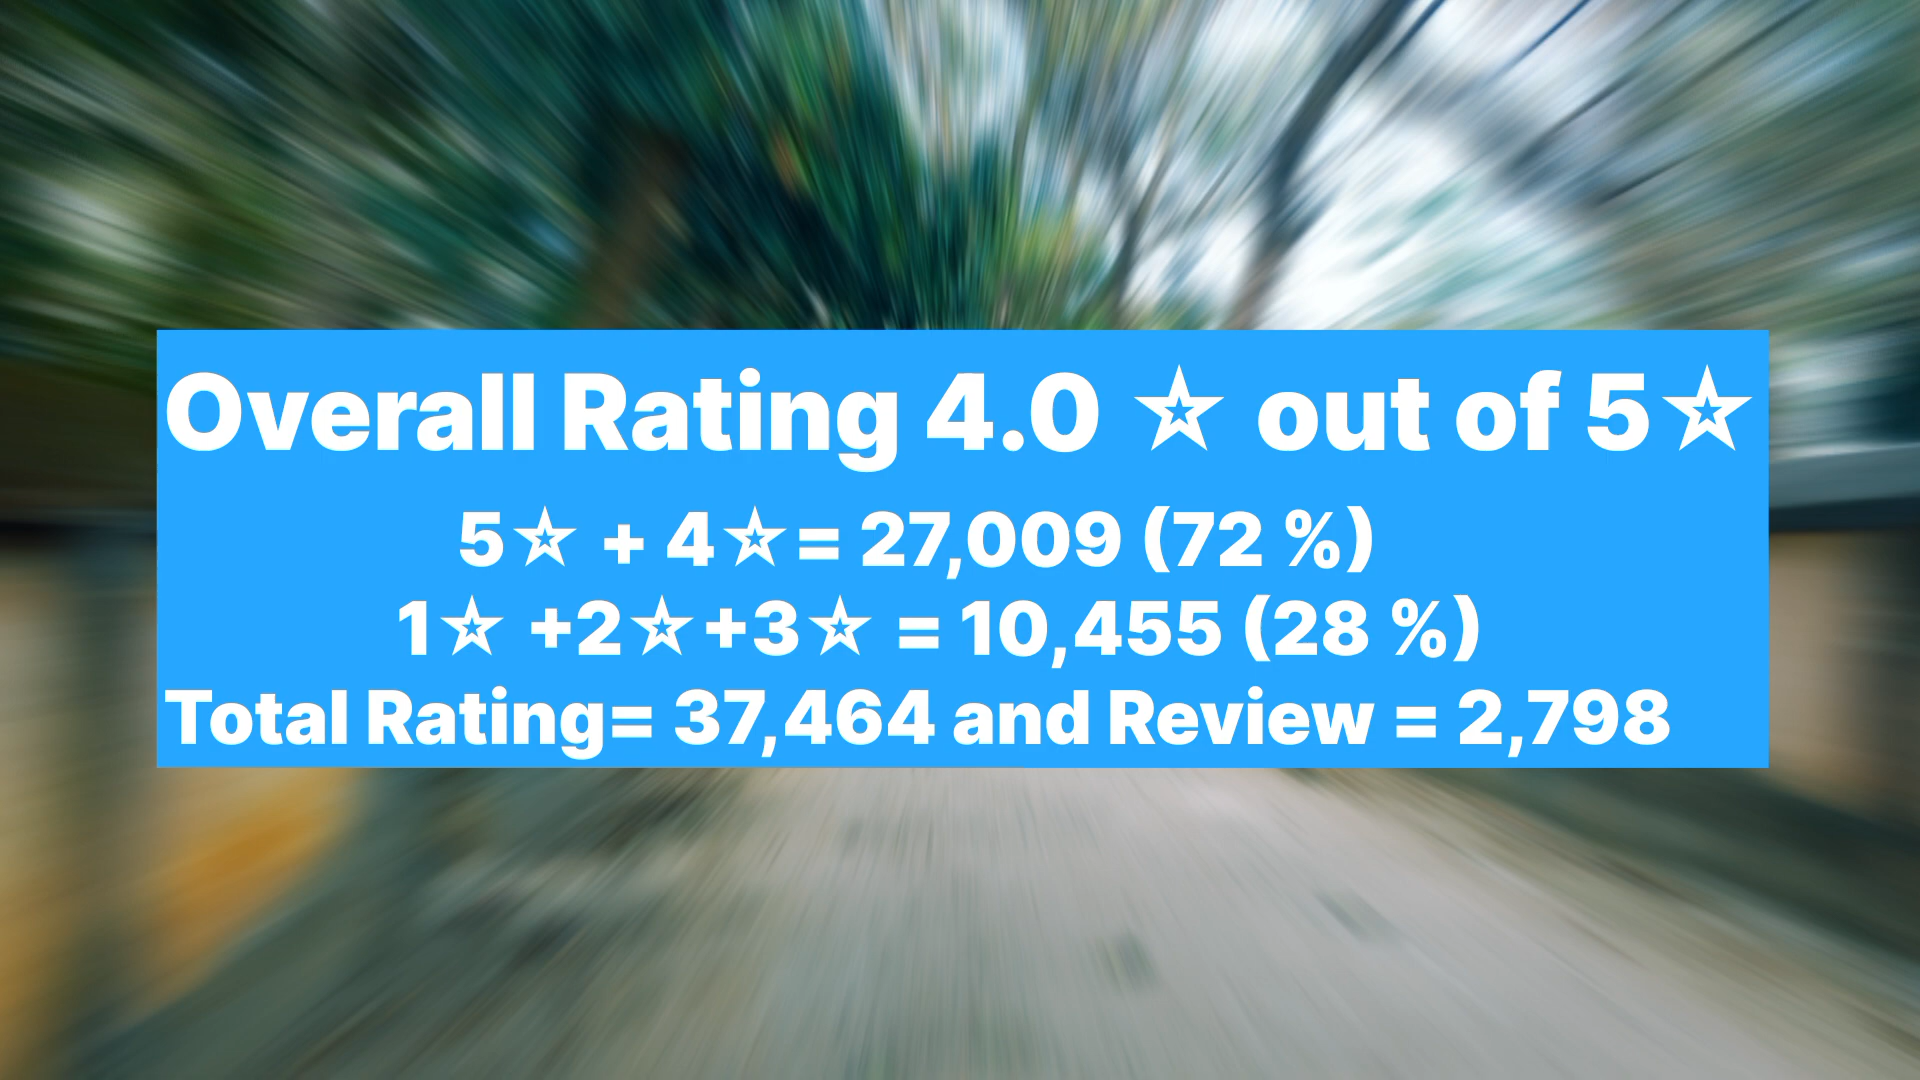 Overall Rating 4.0 ☆ out of 5☆
5☆ + 4☆= 27,009 (72 %)
1☆ +2☆+3☆ = 10,455 (28 %)
Total Rating= 37,464 and Review = 2,798